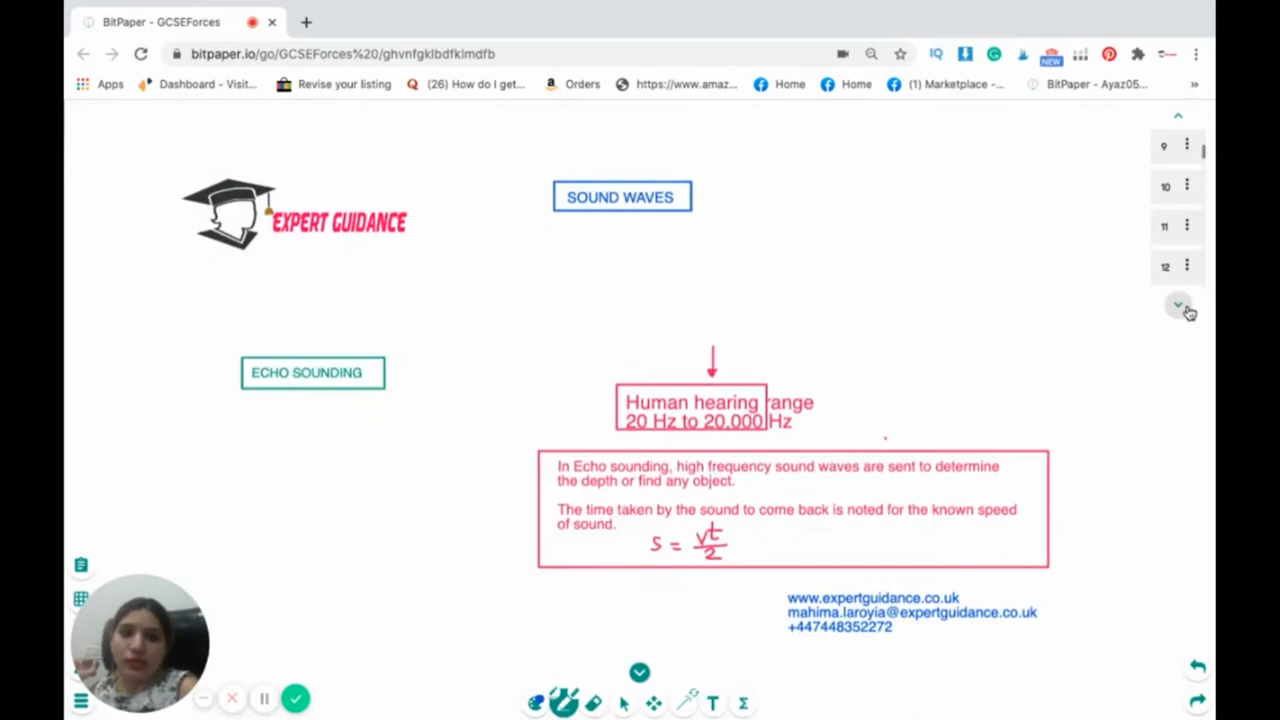 BitPaper - GCSEForces
bitpaper.io/go/GCSEForces%20/ghvnfgklbdfklmdfb
IQ
NEW
Apps
Dashboard - Visit...
Revise your listing
(26) How do I get...
Orders
https://www.amaz...
Home
Home
(1) Marketplace -...
BitPaper - Ayaz05...
»
9
10
11
12
EXPERT GUIDANCE
SOUND WAVES
ECHO SOUNDING
Human hearing range
20 Hz to 20,000 Hz
In Echo sounding, high frequency sound waves are sent to determine
the depth or find any object.
The time taken by the sound to come back is noted for the known speed
of sound.
s = vt/2
www.expertguidance.co.uk
mahima.laroyia@expertguidance.co.uk
+447448352272
T
Σ